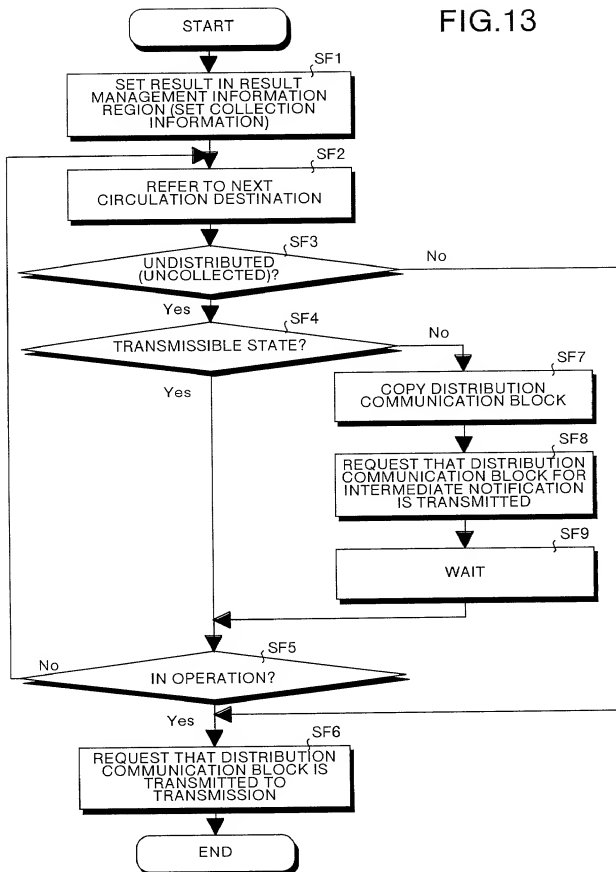 FIG.13
START
SF1
SET RESULT IN RESULT
MANAGEMENT INFORMATION
REGION (SET COLLECTION
INFORMATION)
SF2
REFER TO NEXT
CIRCULATION DESTINATION
SF3
UNDISTRIBUTED
(UNCOLLECTED)?
No
Yes
SF4
TRANSMISSIBLE STATE?
No
Yes
SF7
COPY DISTRIBUTION
COMMUNICATION BLOCK
SF8
REQUEST THAT DISTRIBUTION
COMMUNICATION BLOCK FOR
INTERMEDIATE NOTIFICATION
IS TRANSMITTED
SF9
WAIT
SF5
No
IN OPERATION?
Yes
SF6
REQUEST THAT DISTRIBUTION
COMMUNICATION BLOCK IS
TRANSMITTED TO
TRANSMISSION
END